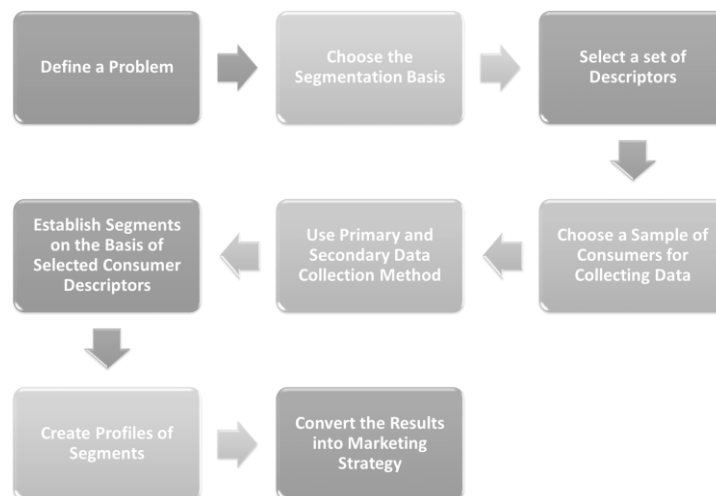 Define a Problem
Choose the
Segmentation Basis
Select a set of
Descriptors
Choose a Sample of
Consumers for
Collecting Data
Use Primary and
Secondary Data
Collection Method
Establish Segments
on the Basis of
Selected Consumer
Descriptors
Create Profiles of
Segments
Convert the Results
into Marketing
Strategy